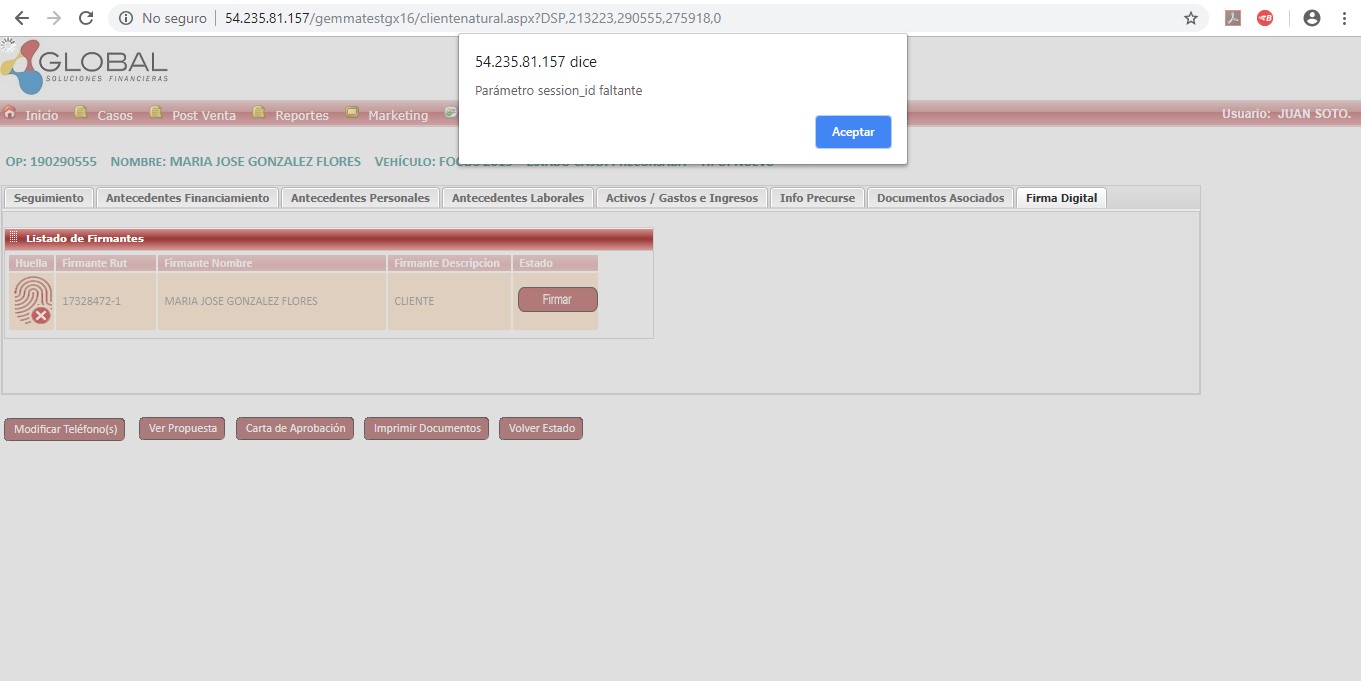 No seguro
54.235.81.157/gemmatestgx16/clientenatural.aspx?DSP,213223,290555,275918,0
54.235.81.157 dice
Parámetro session_id faltante
Aceptar
GLOBAL
SOLUCIONES FINANCIERAS
Inicio Casos Post Venta Reportes Marketing Usuario: JUAN SOTO.
OP: 190290555 NOMBRE: MARIA JOSE GONZALEZ FLORES VEHÍCULO:
Seguimiento Antecedentes Financiamiento Antecedentes Personales Antecedentes Laborales Activos / Gastos e Ingresos Info Precurse Documentos Asociados Firma Digital
Listado de Firmantes
Huella Firmante Rut Firmante Nombre Firmante Descripcion Estado
17328472-1 MARIA JOSE GONZALEZ FLORES CLIENTE Firmar
Modificar Teléfono(s) Ver Propuesta Carta de Aprobación Imprimir Documentos Volver Estado